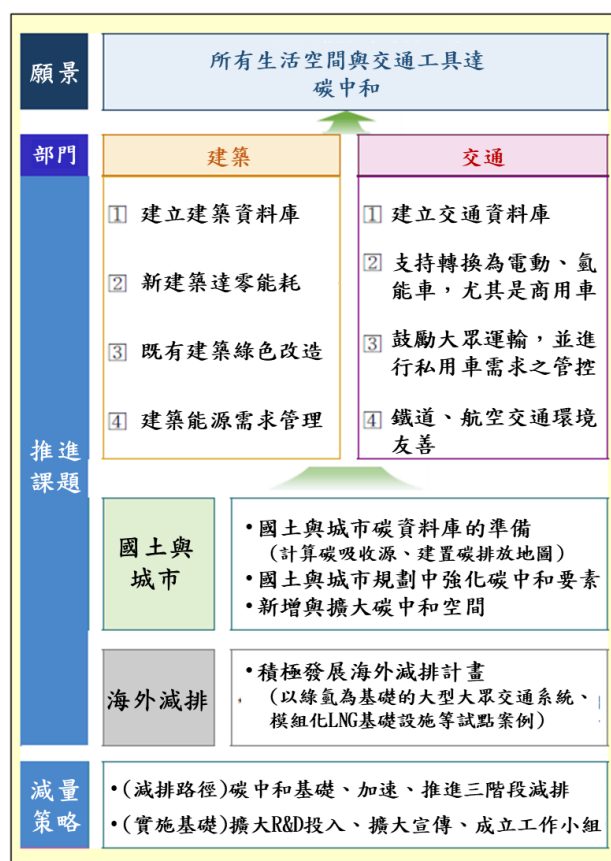 願景
所有生活空間與交通工具達
碳中和
部門
建築
交通
推進
課題
1 建立建築資料庫
2 新建築達零能耗
3 既有建築綠色改造
4 建築能源需求管理
1 建立交通資料庫
2 支持轉換為電動、氫
能車，尤其是商用車
3 鼓勵大眾運輸，並進
行私用車需求之管控
4 鐵道、航空交通環境
友善
國土與
城市
•國土與城市碳資料庫的準備
(計算碳吸收源、建置碳排放地圖)
•國土與城市規劃中強化碳中和要素
•新增與擴大碳中和空間
海外減排
•積極發展海外減排計畫
(以綠氫為基礎的大型大眾交通系統、
模組化LNG基礎設施等試點案例)
減量
策略
•(減排路徑)碳中和基礎、加速、推進三階段減排
•(實施基礎)擴大R&D投入、擴大宣傳、成立工作小組